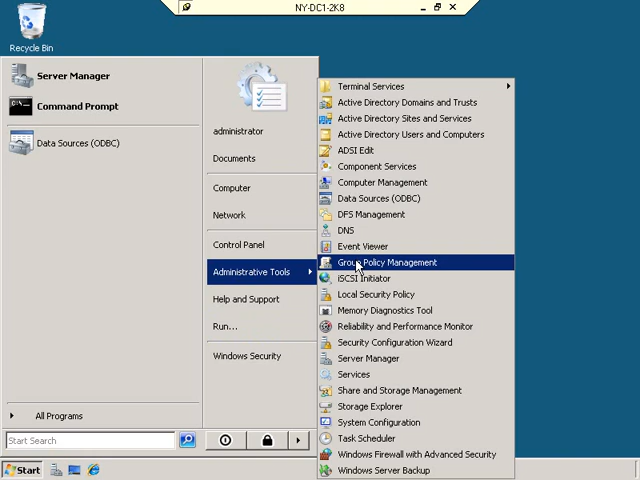 NY-DC1-2K8
Recycle Bin
Server Manager
Command Prompt
Data Sources (ODBC)
All Programs
Start Search
administrator
Documents
Computer
Network
Control Panel
Administrative Tools
Help and Support
Run...
Windows Security
Terminal Services
Active Directory Domains and Trusts
Active Directory Sites and Services
Active Directory Users and Computers
ADSI Edit
Component Services
Computer Management
Data Sources (ODBC)
DFS Management
DNS
Event Viewer
Group Policy Management
iSCSI Initiator
Local Security Policy
Memory Diagnostics Tool
Reliability and Performance Monitor
Security Configuration Wizard
Server Manager
Services
Share and Storage Management
Storage Explorer
System Configuration
Task Scheduler
Windows Firewall with Advanced Security
Windows Server Backup
Start